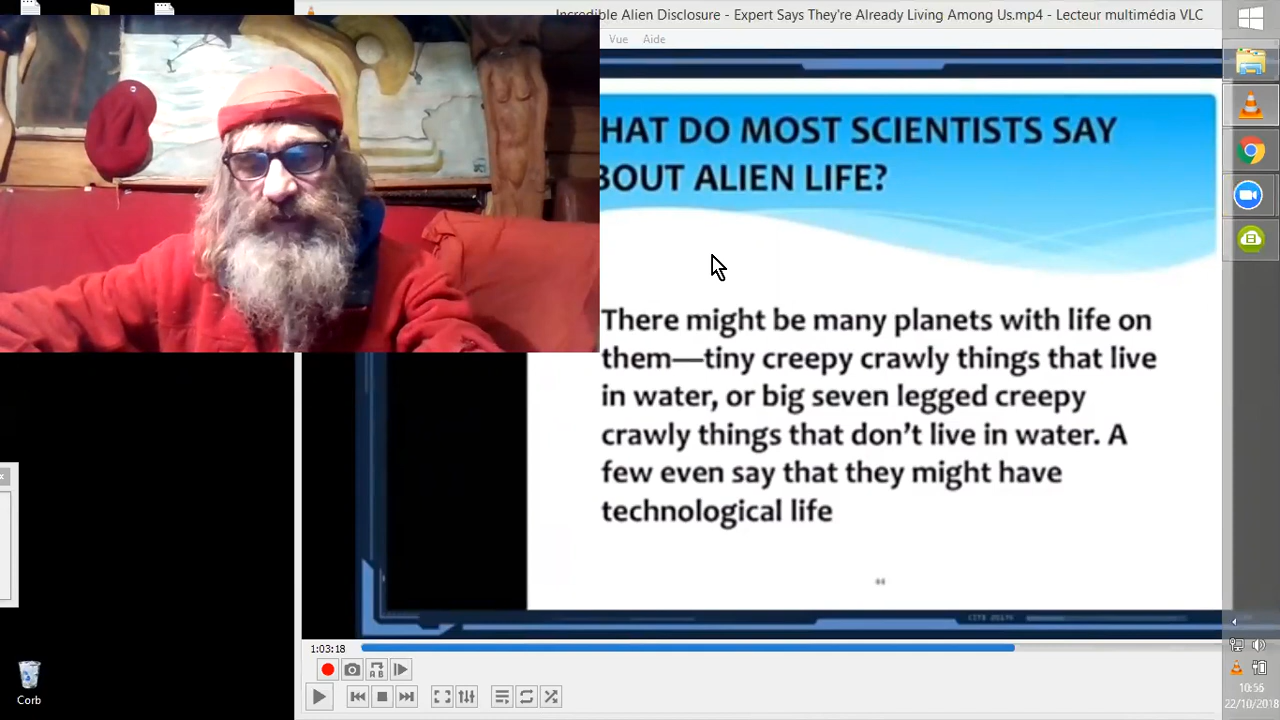 Incredible Alien Disclosure - Expert Says They're Already Living Among Us.mp4 - Lecteur multimédia VLC
Vue Aide
HAT DO MOST SCIENTISTS SAY
BOUT ALIEN LIFE?
There might be many planets with life on
them—tiny creepy crawly things that live
in water, or big seven legged creepy
crawly things that don't live in water. A
few even say that they might have
technological life
1:03:18
Corb
10:56
22/10/2018